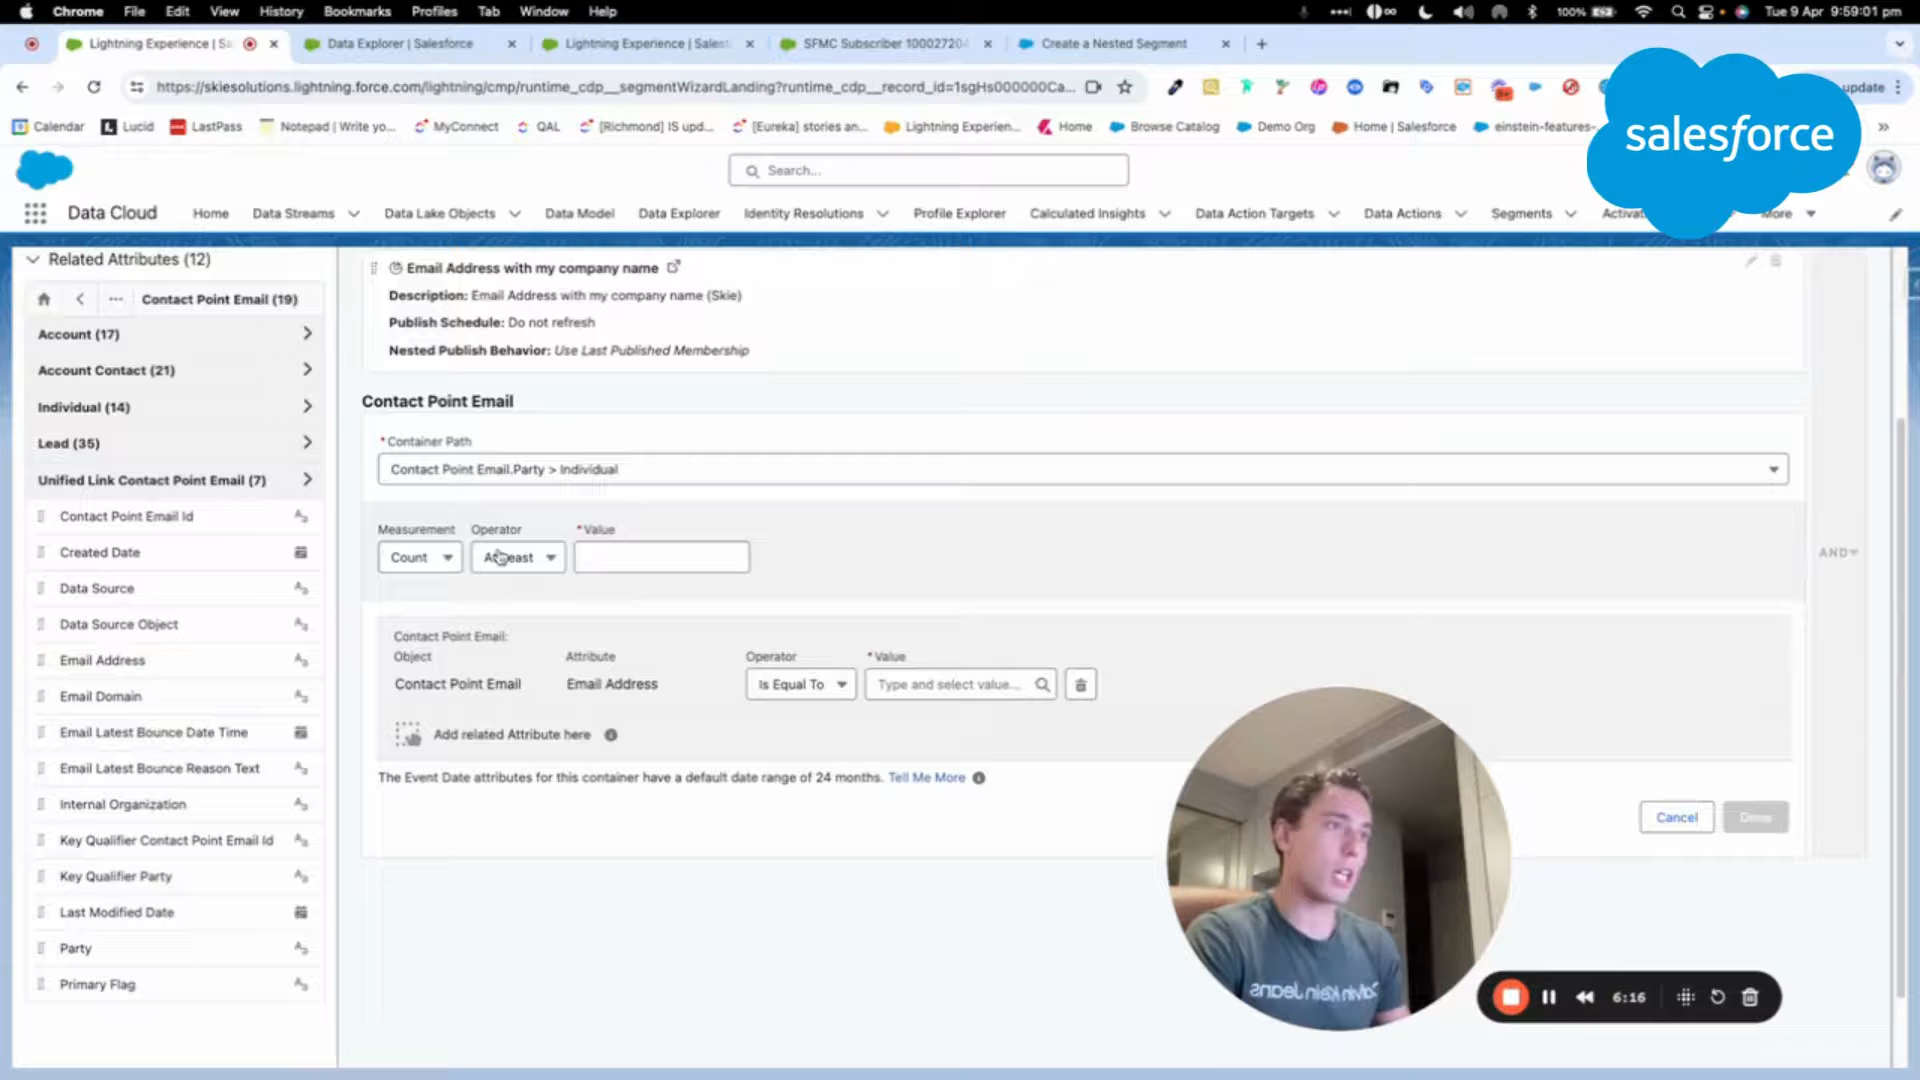 Chrome File Edit View History Bookmarks Profiles Tab Window Help 100% Tue 9 Apr 9:59:01 pm
Lightning Experience | Sa Data Explorer | Salesforce Lightning Experience | Sales SFMC Subscriber 1000272 Create a Nested Segment
https://skiesolutions.lightning.force.com/lightning/cmp/runtime_cdp__segmentWizardLanding?runtime_cdp__record_id=1sgHs000000Ca... update
Calendar Lucid LastPass Notepad | Write yo... MyConnect QAL [Richmond] IS upd... [Eureka] stories an... Lightning Experien... Home Browse Catalog Demo Org Home | Salesforce einstein-features-
salesforce
Search...
Data Cloud Home Data Streams Data Lake Objects Data Model Data Explorer Identity Resolutions Profile Explorer Calculated Insights Data Action Targets Data Actions Segments Activat More
Related Attributes (12)
Contact Point Email (19)
Account (17)
Account Contact (21)
Individual (14)
Lead (35)
Unified Link Contact Point Email (7)
Contact Point Email Id
Created Date
Data Source
Data Source Object
Email Address
Email Domain
Email Latest Bounce Date Time
Email Latest Bounce Reason Text
Internal Organization
Key Qualifier Contact Point Email Id
Key Qualifier Party
Last Modified Date
Party
Primary Flag
Email Address with my company name
Description: Email Address with my company name (Skie)
Publish Schedule: Do not refresh
Nested Publish Behavior: Use Last Published Membership
Contact Point Email
*Container Path
Contact Point Email.Party > Individual
Measurement Operator *Value
Count At least
AND
Contact Point Email:
Object Attribute Operator *Value
Contact Point Email Email Address Is Equal To Type and select value...
Add related Attribute here
The Event Date attributes for this container have a default date range of 24 months. Tell Me More
Cancel Done
Calvin Klein Jeans
6:16